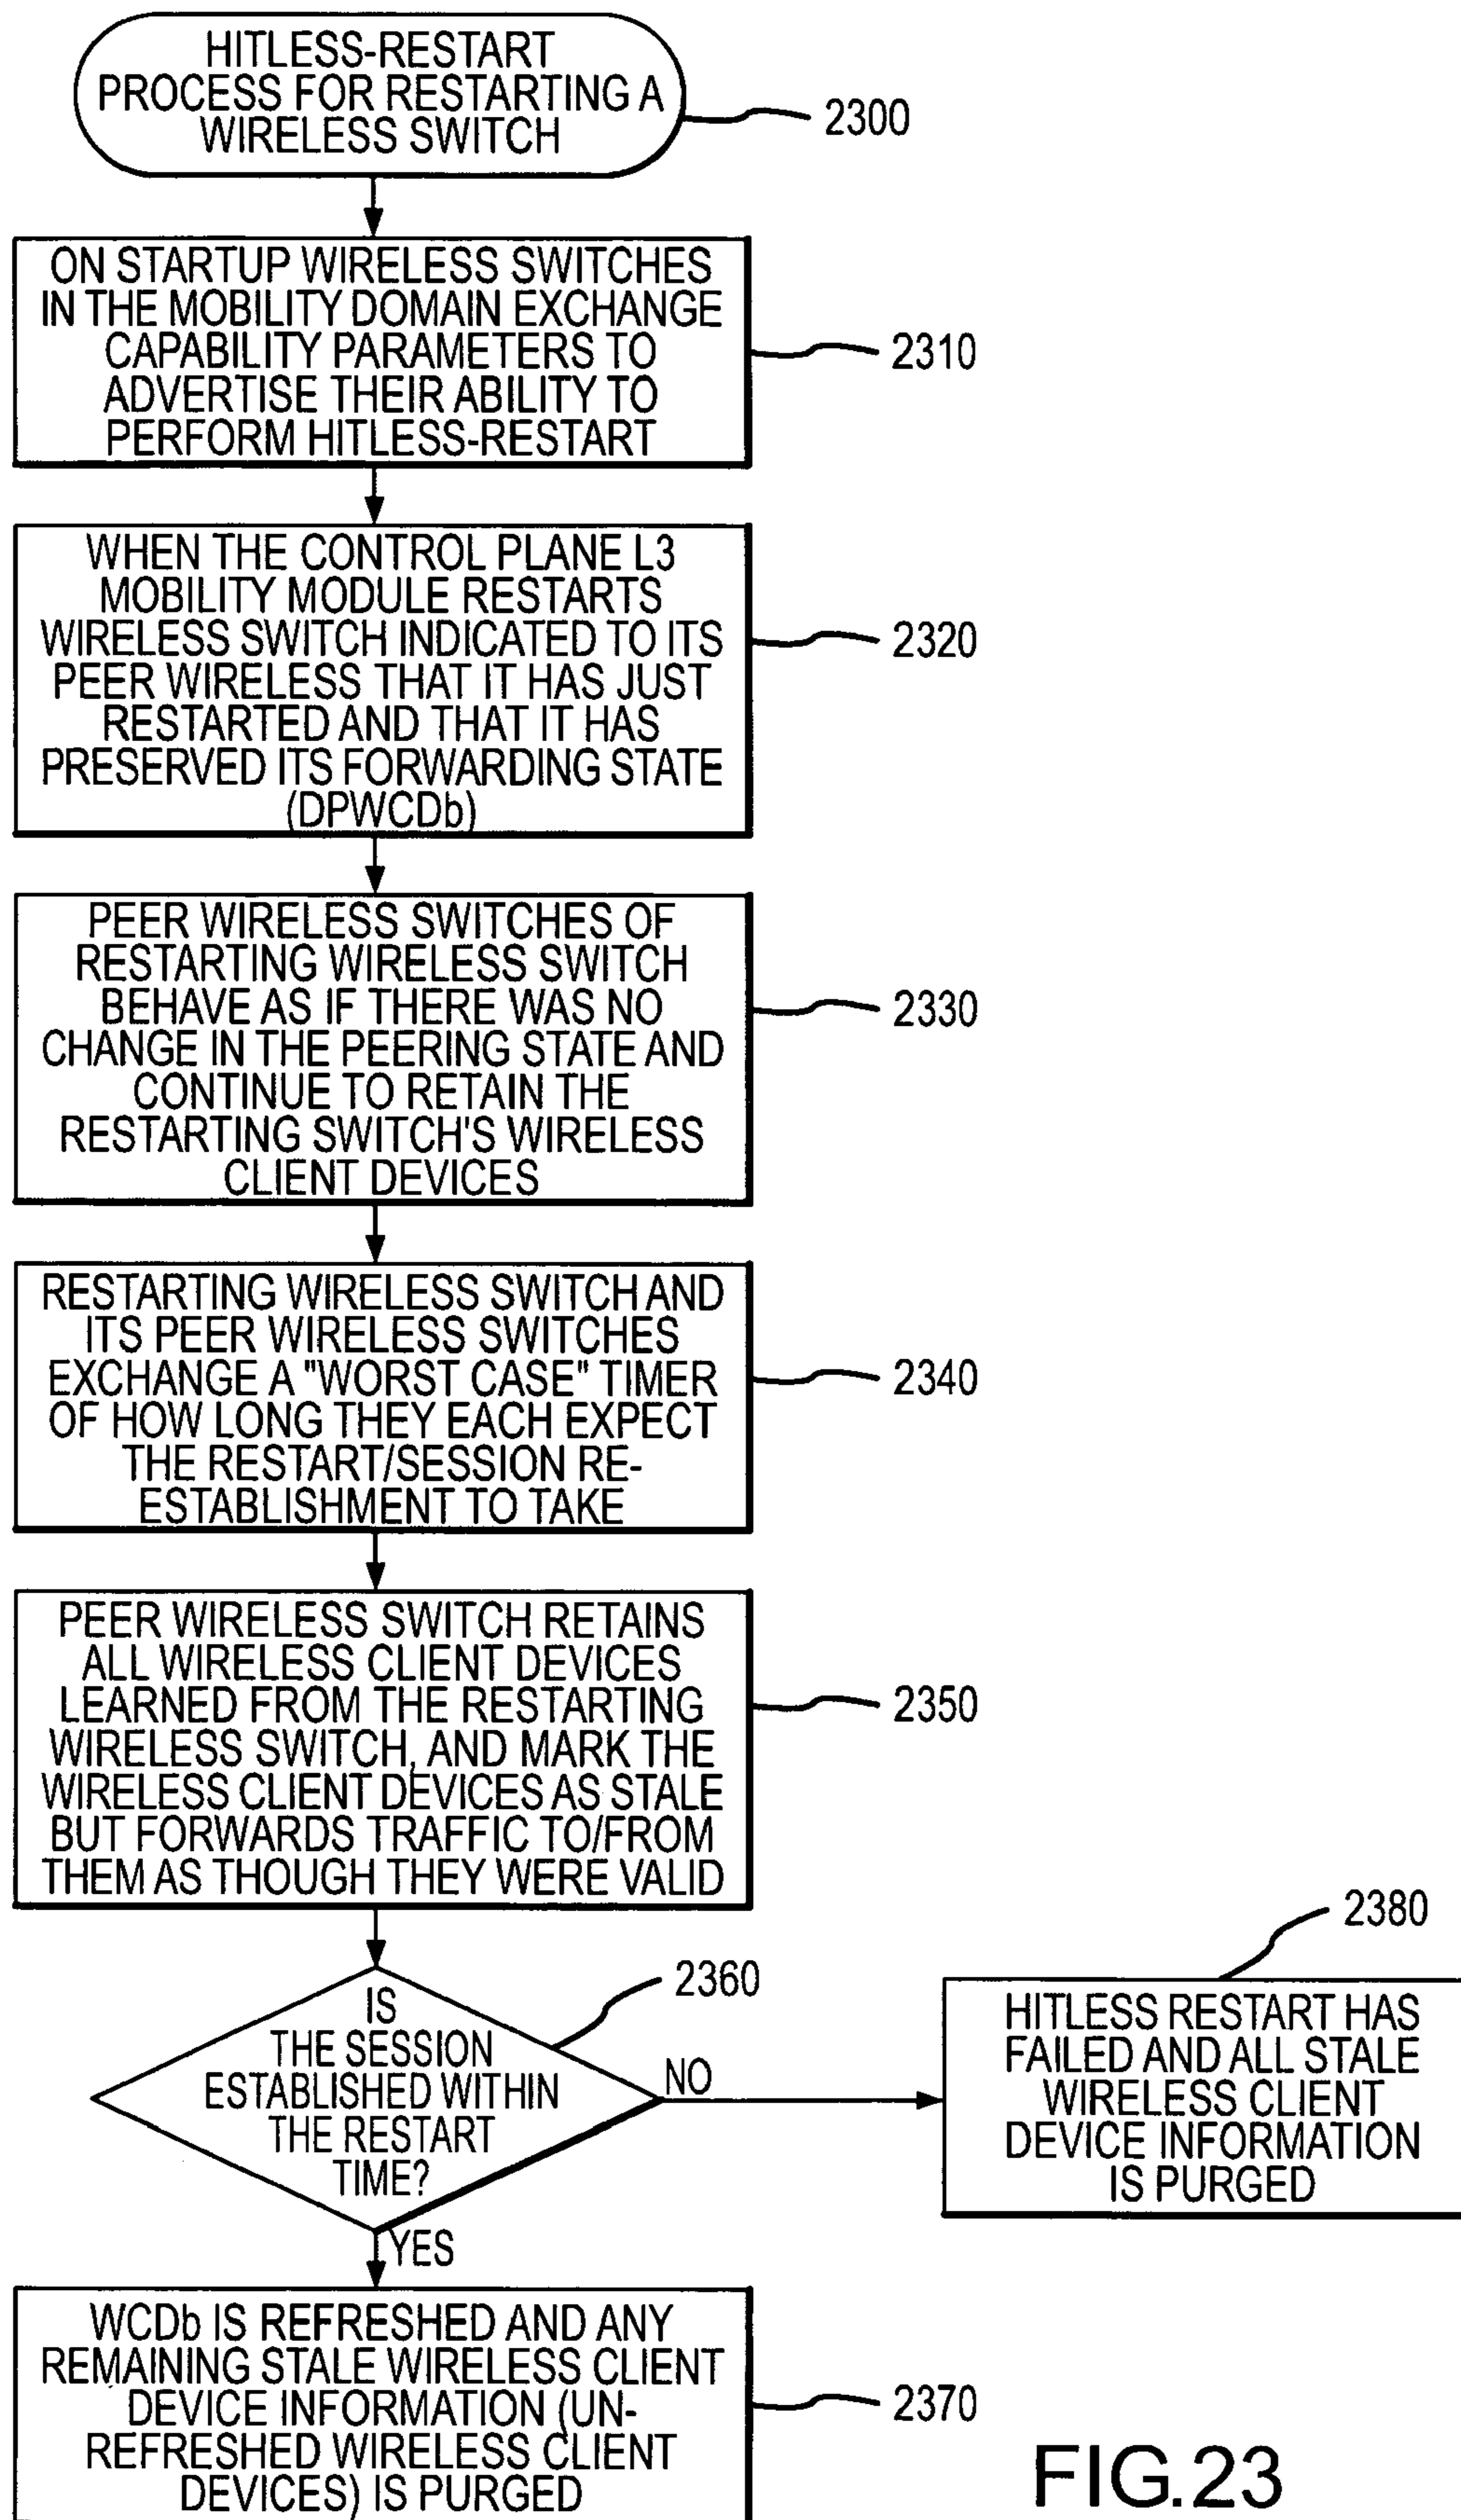 HITLESS-RESTART
PROCESS FOR RESTARTING A
WIRELESS SWITCH
2300
ON STARTUP WIRELESS SWITCHES
IN THE MOBILITY DOMAIN EXCHANGE
CAPABILITY PARAMETERS TO
ADVERTISE THEIR ABILITY TO
PERFORM HITLESS-RESTART
2310
WHEN THE CONTROL PLANE L3
MOBILITY MODULE RESTARTS
WIRELESS SWITCH INDICATED TO ITS
PEER WIRELESS THAT IT HAS JUST
RESTARTED AND THAT IT HAS
PRESERVED ITS FORWARDING STATE
(DPWCDb)
2320
PEER WIRELESS SWITCHES OF
RESTARTING WIRELESS SWITCH
BEHAVE AS IF THERE WAS NO
CHANGE IN THE PEERING STATE AND
CONTINUE TO RETAIN THE
RESTARTING SWITCH'S WIRELESS
CLIENT DEVICES
2330
RESTARTING WIRELESS SWITCH AND
ITS PEER WIRELESS SWITCHES
EXCHANGE A "WORST CASE" TIMER
OF HOW LONG THEY EACH EXPECT
THE RESTART/SESSION RE-
ESTABLISHMENT TO TAKE
2340
PEER WIRELESS SWITCH RETAINS
ALL WIRELESS CLIENT DEVICES
LEARNED FROM THE RESTARTING
WIRELESS SWITCH, AND MARK THE
WIRELESS CLIENT DEVICES AS STALE
BUT FORWARDS TRAFFIC TO/FROM
THEM AS THOUGH THEY WERE VALID
2350
IS
THE SESSION
ESTABLISHED WITHIN
THE RESTART
TIME?
2360
NO
YES
2380
HITLESS RESTART HAS
FAILED AND ALL STALE
WIRELESS CLIENT
DEVICE INFORMATION
IS PURGED
WCDb IS REFRESHED AND ANY
REMAINING STALE WIRELESS CLIENT
DEVICE INFORMATION (UN-
REFRESHED WIRELESS CLIENT
DEVICES) IS PURGED
2370
FIG.23